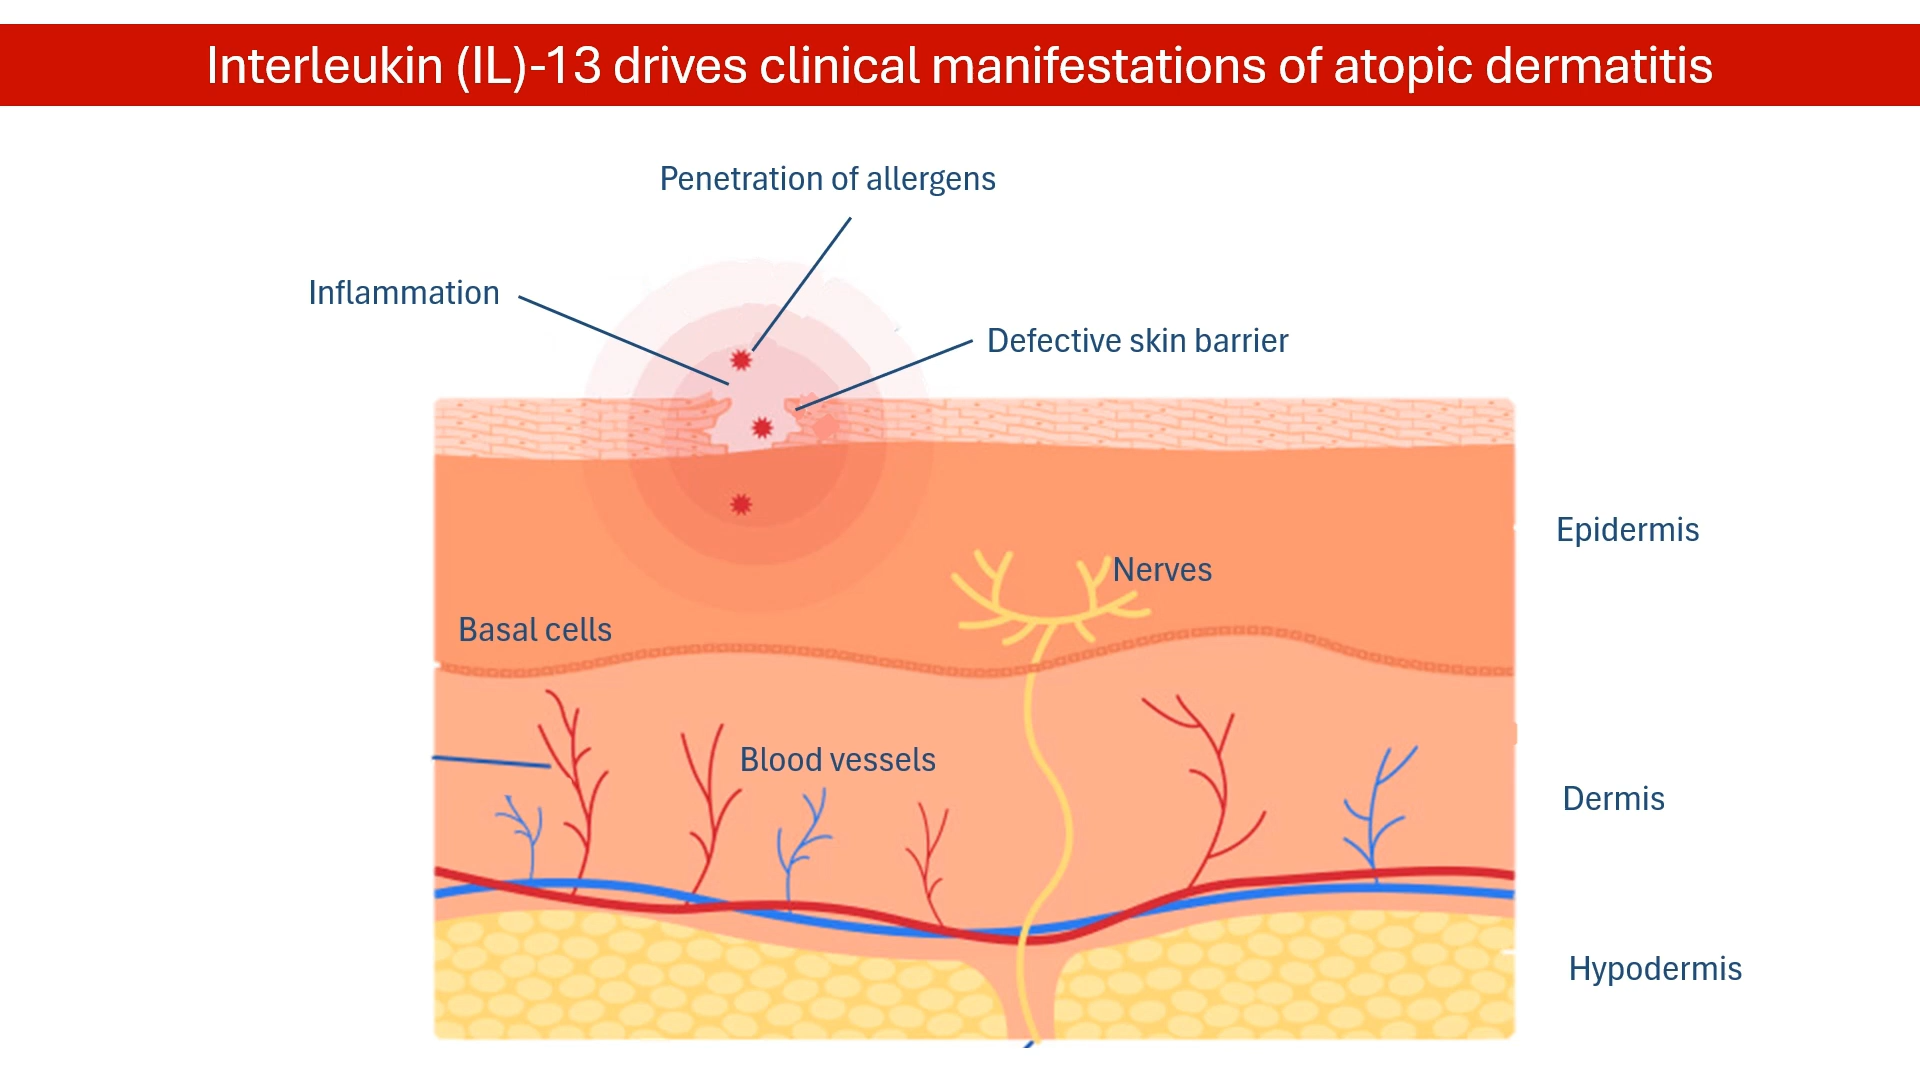 Interleukin (IL)-13 drives clinical manifestations of atopic dermatitis
Penetration of allergens
Inflammation
Defective skin barrier
Epidermis
Nerves
Basal cells
Blood vessels
Dermis
Hypodermis